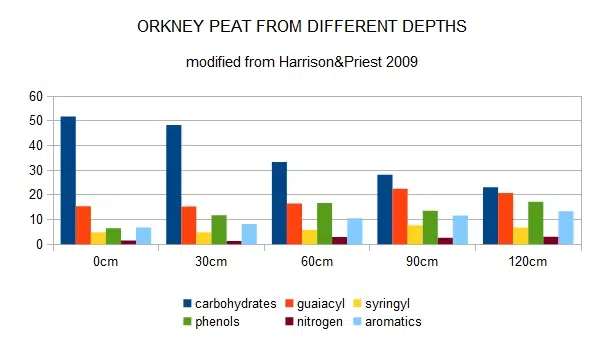 ORKNEY PEAT FROM DIFFERENT DEPTHS
modified from Harrison&Priest 2009
60
50
40
30
20
10
0
0cm 30cm 60cm 90cm 120cm
carbohydrates guaiacyl syringyl
phenols nitrogen aromatics